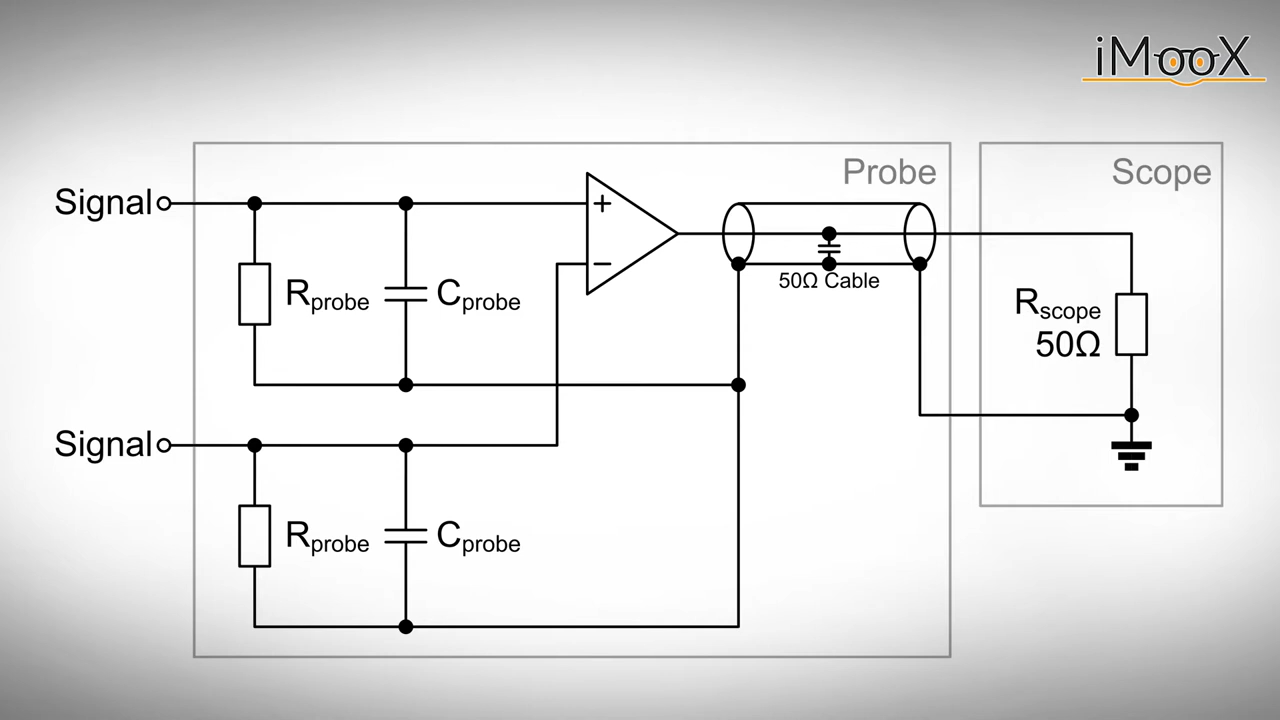 iMooX
Probe
Scope
Signal
+
−
Rprobe
Cprobe
50Ω Cable
Rscope
50Ω
Signal
Rprobe
Cprobe